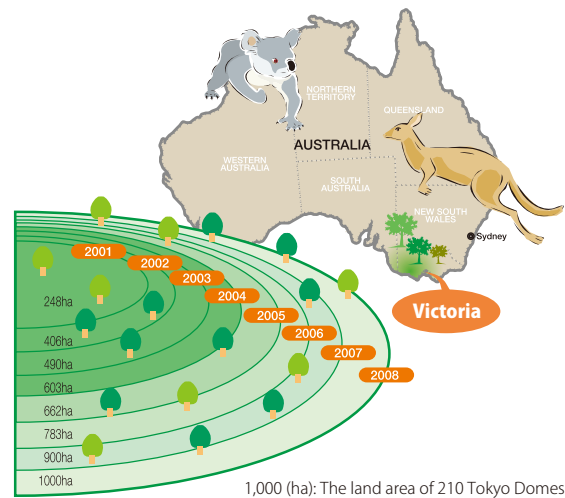 NORTHERN
TERRITORY
QUEENSLAND
AUSTRALIA
WESTERN
AUSTRALIA
SOUTH
AUSTRALIA
NEW SOUTH
WALES
Sydney
Victoria
2001
2002
2003
2004
2005
2006
2007
2008
248ha
406ha
490ha
603ha
662ha
783ha
900ha
1000ha
1,000 (ha): The land area of 210 Tokyo Domes